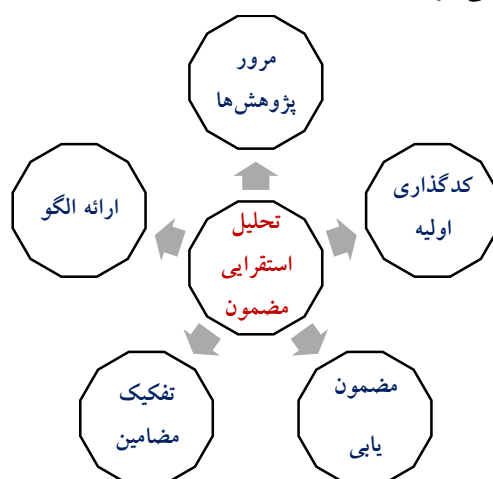 مرور
پژوهش‌ها
کدگذاری
اولیه
ارائه الگو
تحلیل
استقرایی
مضمون
مضمون
یابی
تفکیک
مضامین